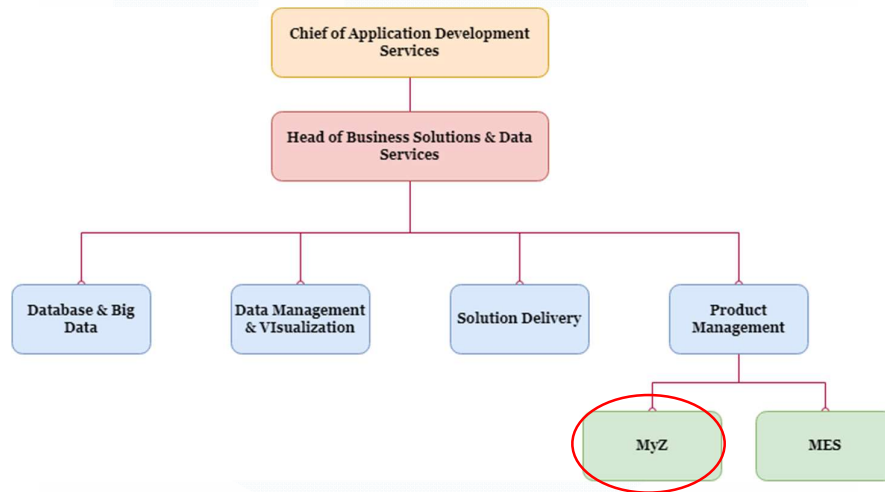 Chief of Application Development
Services
Head of Business Solutions & Data
Services
Database & Big
Data
Data Management
& VIsualization
Solution Delivery
Product
Management
MyZ
MES